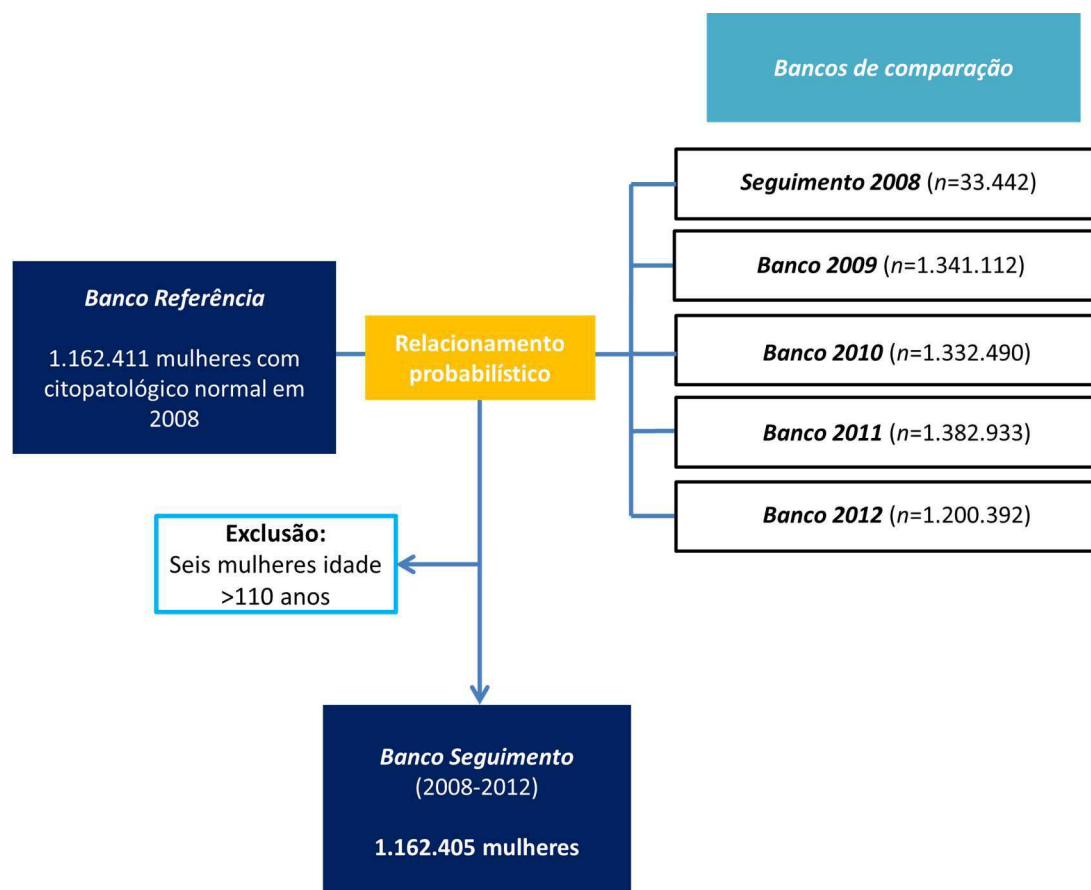 Bancos de comparação
Seguimento 2008 (n=33.442)
Banco 2009 (n=1.341.112)
Banco Referência
1.162.411 mulheres com
citopatológico normal em
2008
Relacionamento
probabilístico
Banco 2010 (n=1.332.490)
Banco 2011 (n=1.382.933)
Banco 2012 (n=1.200.392)
Exclusão:
Seis mulheres idade
>110 anos
Banco Seguimento
(2008-2012)
1.162.405 mulheres